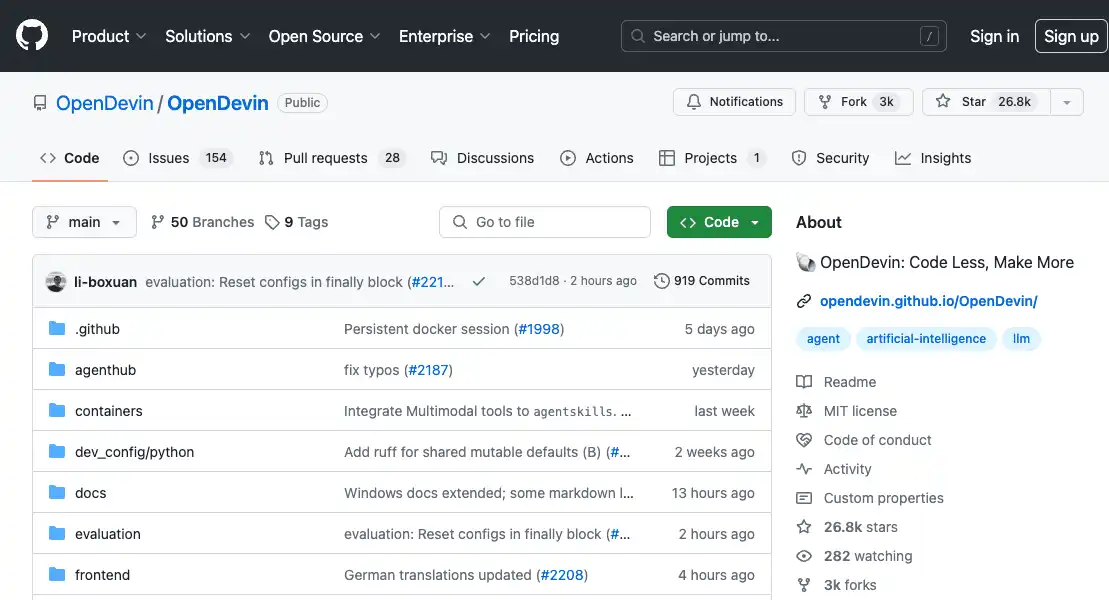 Product Solutions Open Source Enterprise Pricing Search or jump to... / Sign in Sign up
OpenDevin / OpenDevin Public Notifications Fork 3k Star 26.8k
Code Issues 154 Pull requests 28 Discussions Actions Projects 1 Security Insights
main 50 Branches 9 Tags Go to file Code
li-boxuan evaluation: Reset configs in finally block (#221... 538d1d8 · 2 hours ago 919 Commits
.github Persistent docker session (#1998) 5 days ago
agenthub fix typos (#2187) yesterday
containers Integrate Multimodal tools to agentskills. ... last week
dev_config/python Add ruff for shared mutable defaults (B) (#... 2 weeks ago
docs Windows docs extended; some markdown l... 13 hours ago
evaluation evaluation: Reset configs in finally block (#... 2 hours ago
frontend German translations updated (#2208) 4 hours ago
About
OpenDevin: Code Less, Make More
opendevin.github.io/OpenDevin/
agent artificial-intelligence llm
Readme
MIT license
Code of conduct
Activity
Custom properties
26.8k stars
282 watching
3k forks